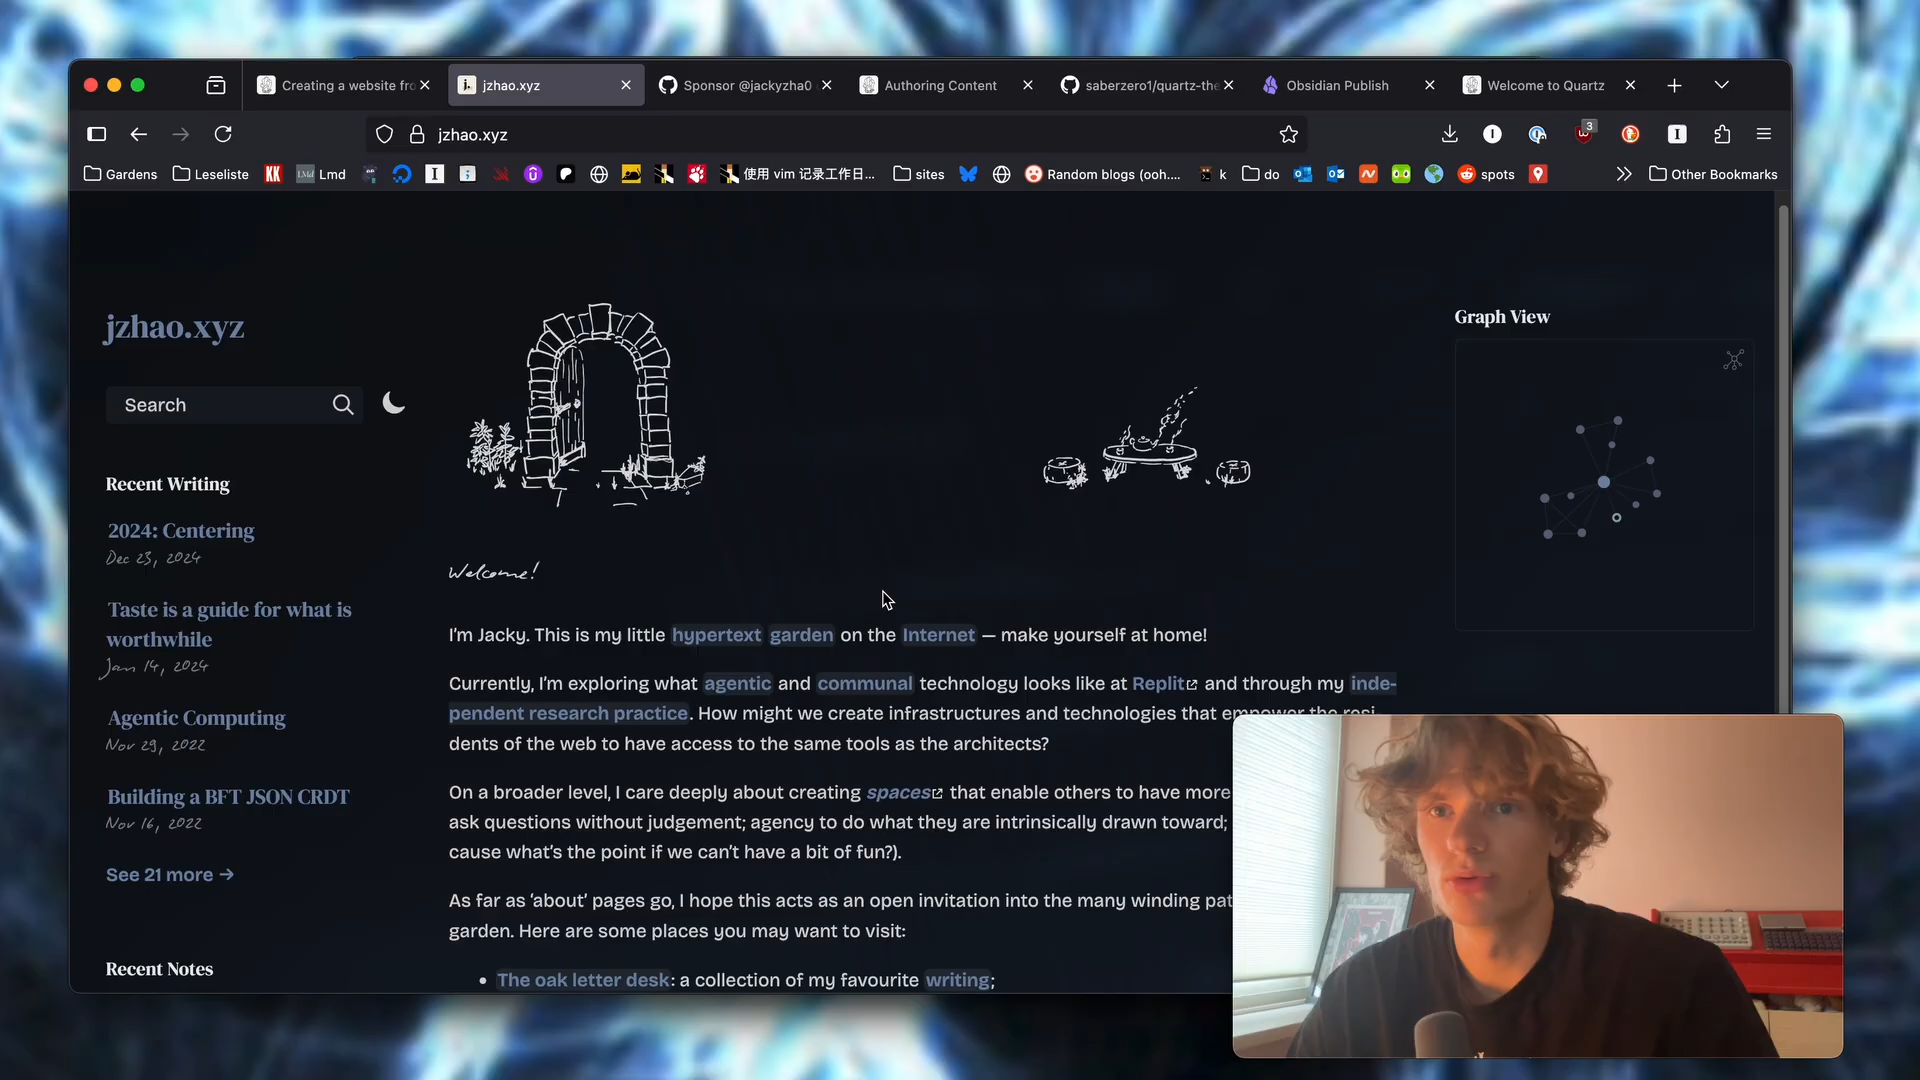 Creating a website fro
jzhao.xyz
Sponsor @jackyzha0
Authoring Content
saberzero1/quartz-the
Obsidian Publish
Welcome to Quartz
jzhao.xyz
3
Gardens
Leseliste
KK
LMd
Lmd
使用 vim 记录工作日...
sites
Random blogs (ooh....
k
do
spots
Other Bookmarks
jzhao.xyz
Search
Recent Writing
2024: Centering
Dec 23, 2024
Taste is a guide for what is
worthwhile
Jan 14, 2024
Agentic Computing
Nov 29, 2022
Building a BFT JSON CRDT
Nov 16, 2022
See 21 more →
Recent Notes
Welcome!
I'm Jacky. This is my little hypertext garden on the Internet — make yourself at home!
Currently, I'm exploring what agentic and communal technology looks like at Replit and through my inde-
pendent research practice. How might we create infrastructures and technologies that empower the resi-
dents of the web to have access to the same tools as the architects?
On a broader level, I care deeply about creating spaces that enable others to have more
ask questions without judgement; agency to do what they are intrinsically drawn toward;
cause what's the point if we can't have a bit of fun?).
As far as ‘about’ pages go, I hope this acts as an open invitation into the many winding pat
garden. Here are some places you may want to visit:
• The oak letter desk: a collection of my favourite writing;
Graph View